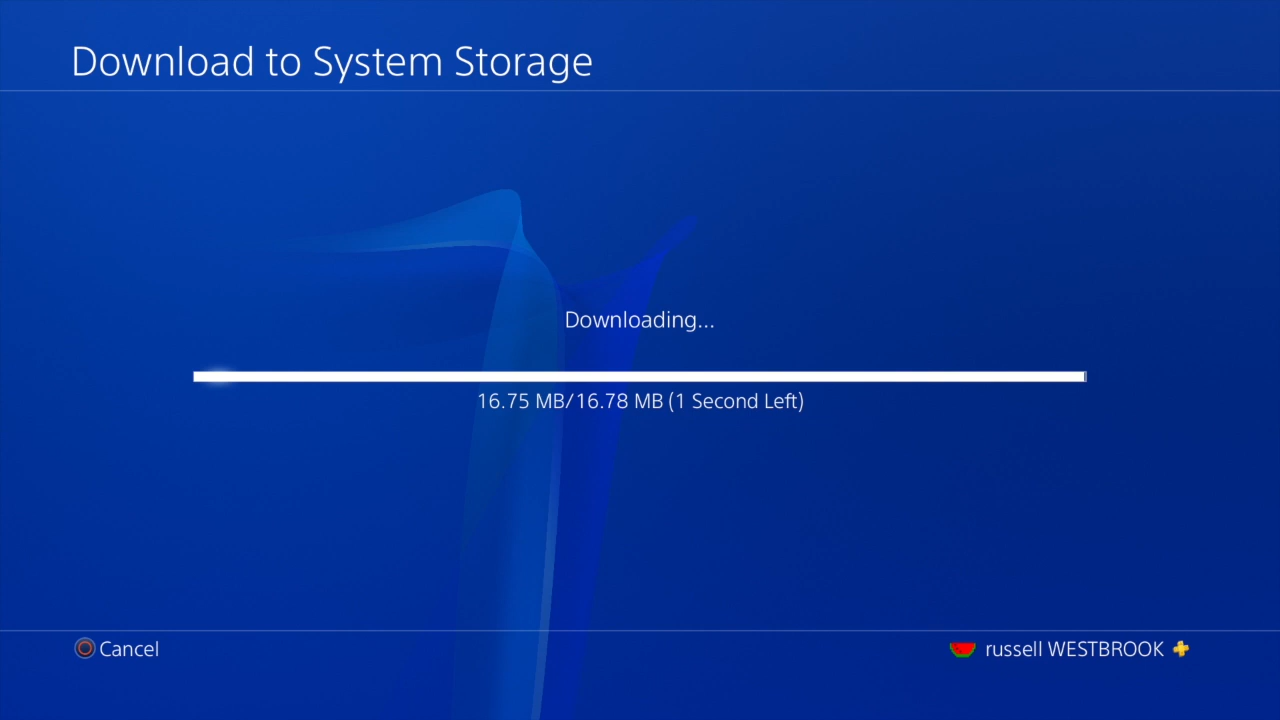 Download to System Storage
Downloading...
16.75 MB/16.78 MB (1 Second Left)
Cancel
russell WESTBROOK